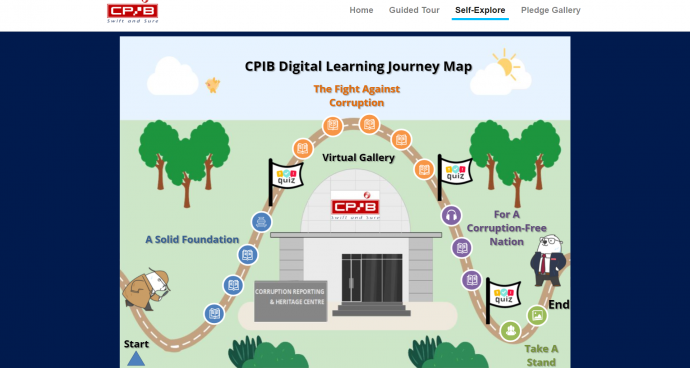 CPIB
Swift and Sure
Home Guided Tour Self-Explore Pledge Gallery
CPIB Digital Learning Journey Map
The Fight Against
Corruption
Virtual Gallery
quiz
quiz
CPIB
Swift and Sure
For A
Corruption-Free
Nation
A Solid Foundation
CORRUPTION REPORTING
& HERITAGE CENTRE
quiz
End
Start
Take A
Stand